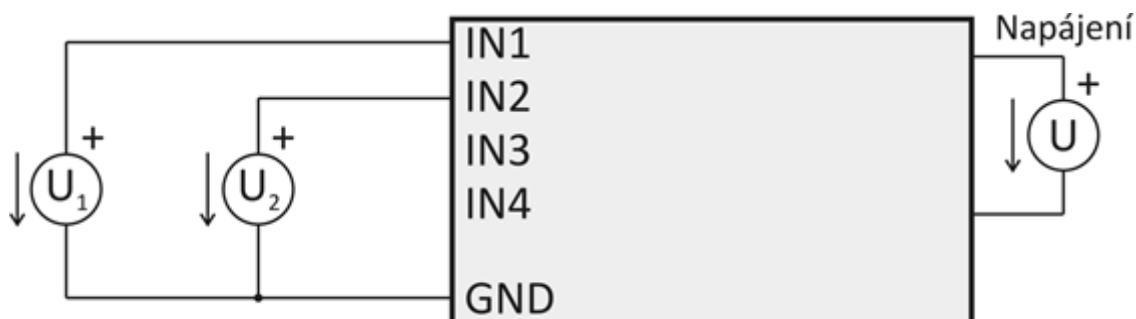 Napájení
IN1
IN2
IN3
IN4
GND
+
U₁
+
U₂
+
U